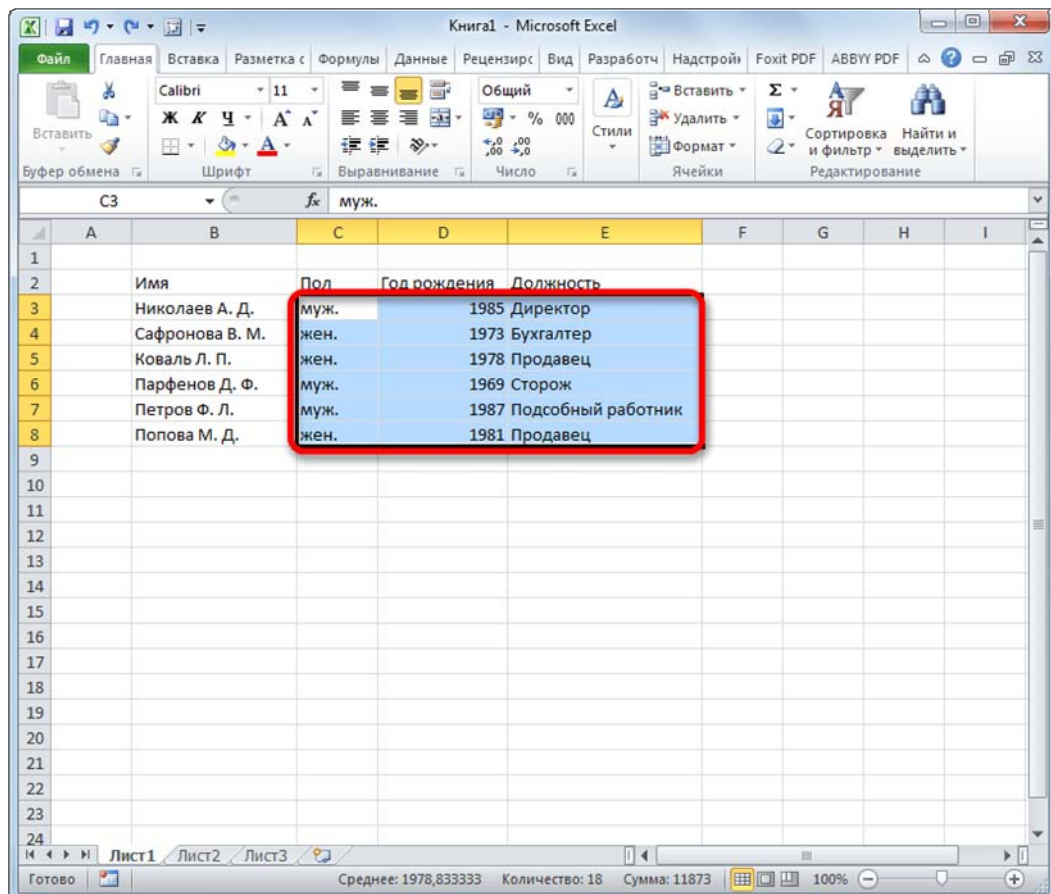 Книга1 - Microsoft Excel
Файл Главная Вставка Разметка с Формулы Данные Рецензирс Вид Разработч Надстройн Foxit PDF ABBYY PDF
Calibri 11 Общий Вставить Σ
Вставить Ж К Ч А А % 000 Стили Удалить Сортировка и фильтр Найти и выделить
А Формат
Буфер обмена Шрифт Выравнивание Число Ячейки Редактирование
C3 fx муж.
A B C D E F G H I
1
2 Имя Пол Год рождения Должность
3 Николаев А. Д. муж. 1985 Директор
4 Сафронова В. М. жен. 1973 Бухгалтер
5 Коваль Л. П. жен. 1978 Продавец
6 Парфенов Д. Ф. муж. 1969 Сторож
7 Петров Ф. Л. муж. 1987 Подсобный работник
8 Попова М. Д. жен. 1981 Продавец
9
10
11
12
13
14
15
16
17
18
19
20
21
22
23
24
Лист1 Лист2 Лист3
Готово Среднее: 1978,833333 Количество: 18 Сумма: 11873 100%